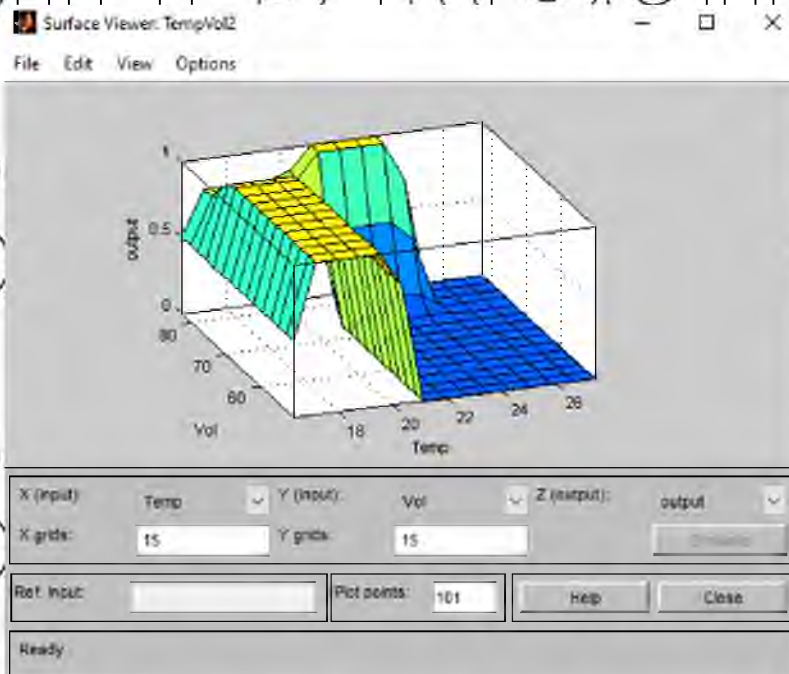 Surface Viewer: TempVol2
File Edit View Options
1
0.5
0
output
80
70
60
Vol
18
20
22
24
26
Temp
X (input): Temp Y (input): Vol Z (output): output
X grids: 15 Y grids: 15
Ref. Input: Plot points: 101 Help Close
Ready